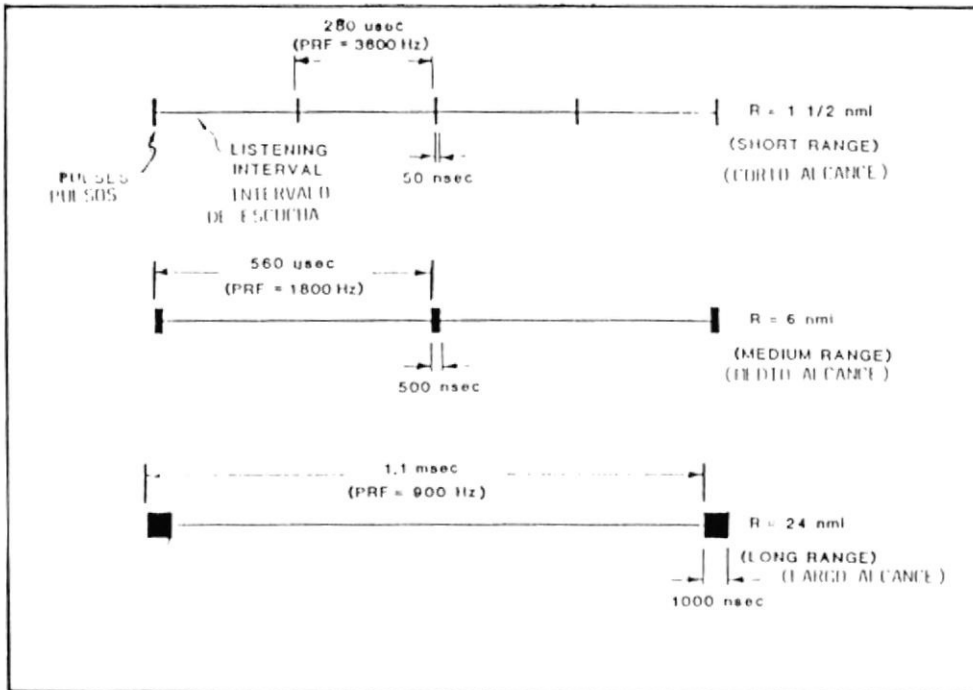 280 usec
(PRF = 3600 Hz)
R = 1 1/2 nmi
LISTENING
INTERVAL
(SHORT RANGE)
50 nsec
PULSES
PULSOS
INTERVALO
DE ESCUCHA
(CORTO ALCANCE)
560 usec
(PRF = 1800 Hz)
R = 6 nmi
(MEDIUM RANGE)
(MEDIO ALCANCE)
500 nsec
1.1 msec
(PRF = 900 Hz)
R = 24 nmi
(LONG RANGE)
(LARGO ALCANCE)
1000 nsec